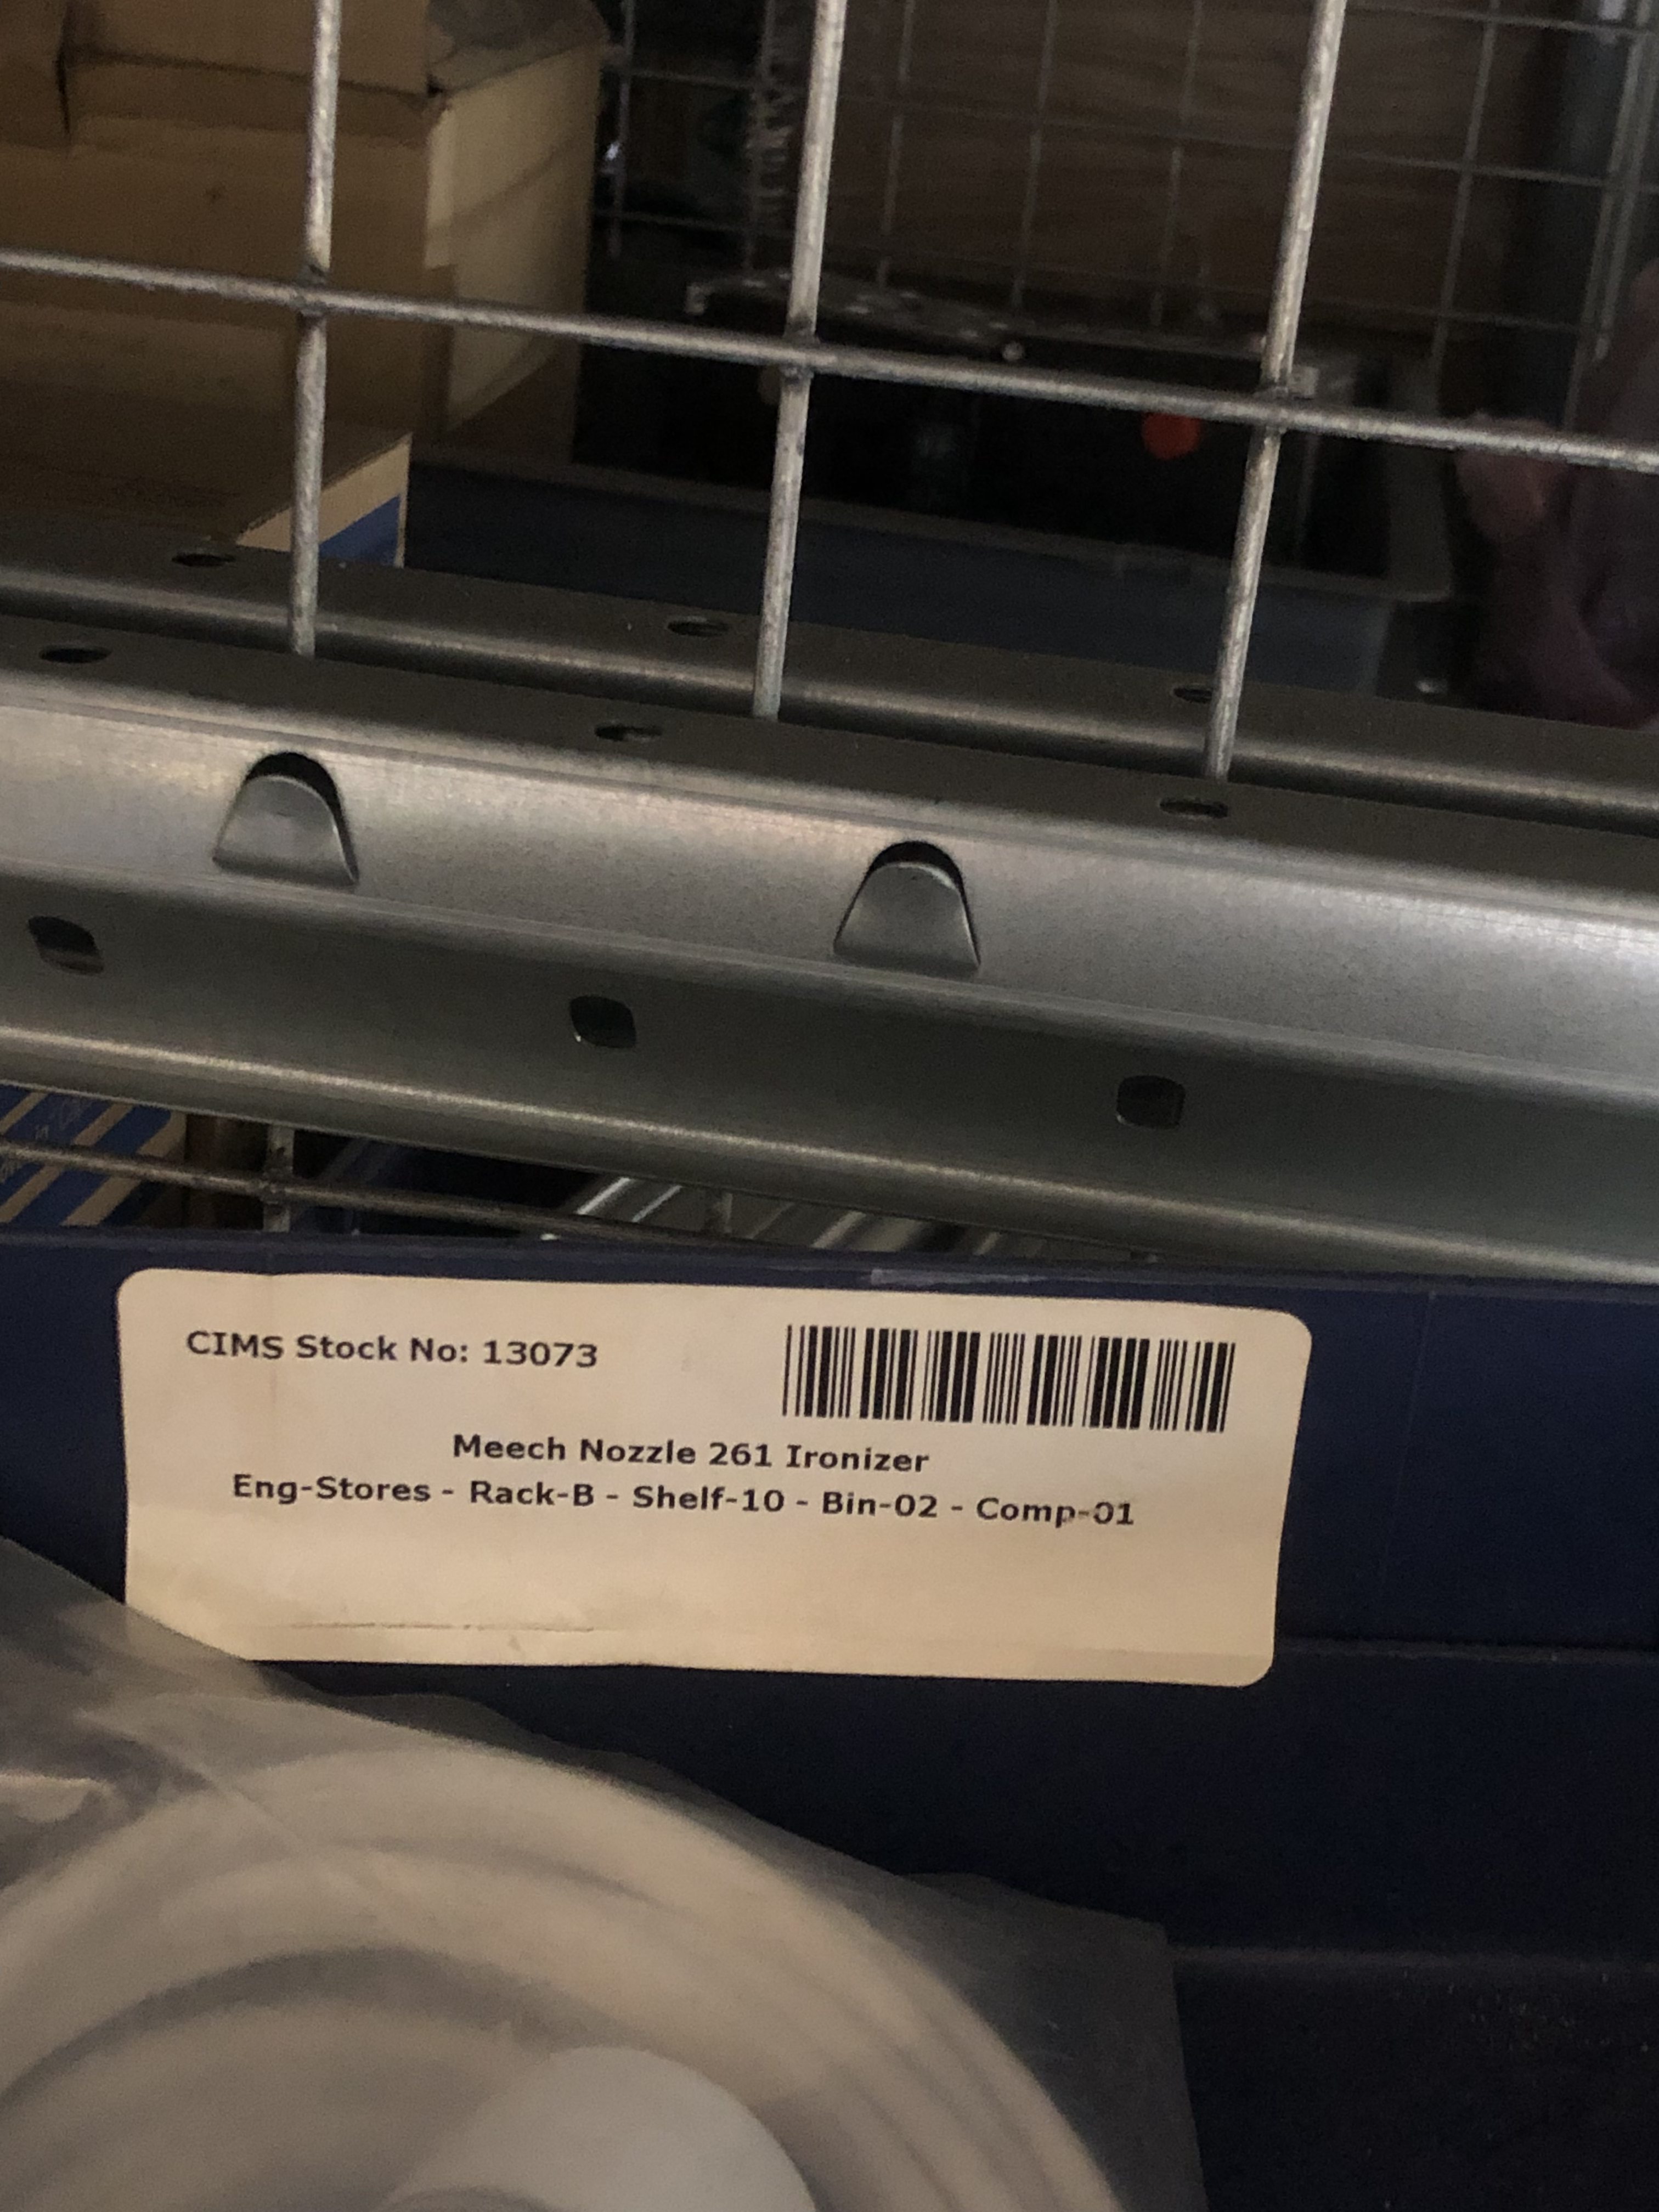 CIMS Stock No: 13073
Meech Nozzle 261 Ironizer
Eng-Stores - Rack-B - Shelf-10 - Bin-02 - Comp-01